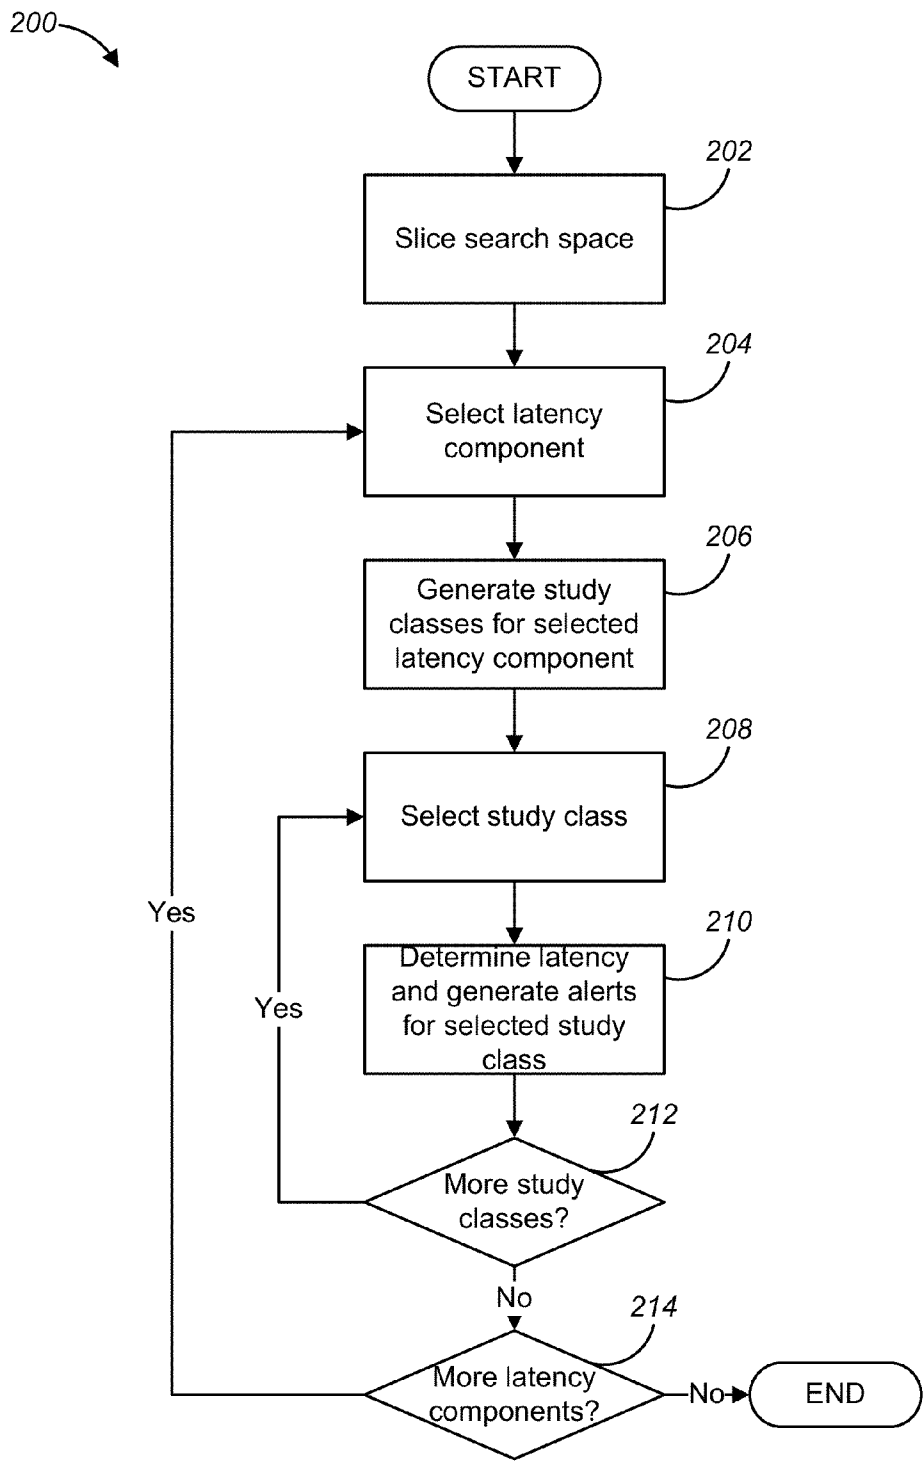 200
START
202
Slice search space
204
Select latency
component
206
Generate study
classes for selected
latency component
208
Select study class
Yes
210
Determine latency
and generate alerts
for selected study
class
Yes
212
More study
classes?
No
214
More latency
components?
No
END